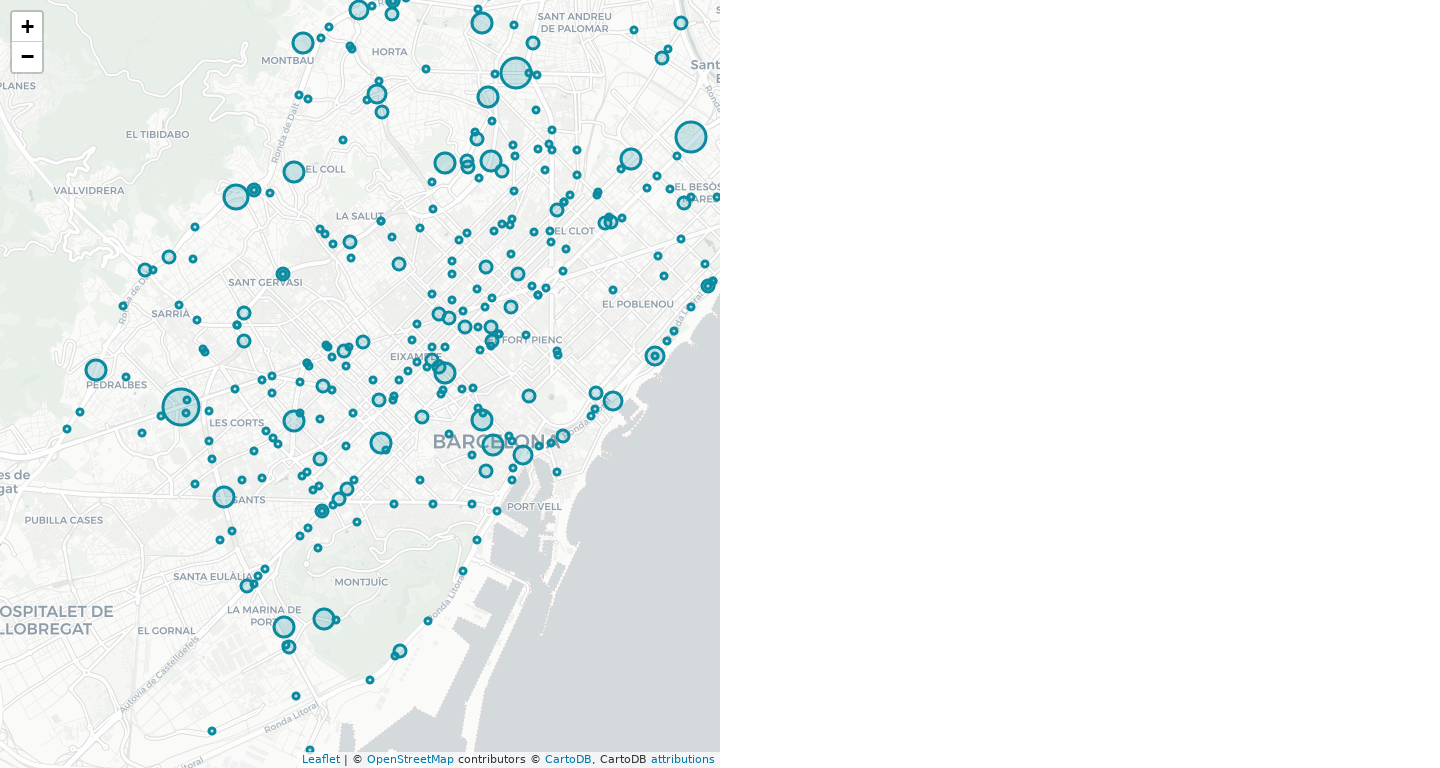 +
−
SANT ANDREU
DE PALOMAR
HORTA
MONTBAU
Sant
PLANES
EL TIBIDABO
Ronda de Dalt
EL COLL
VALLVIDRERA
EL BESÒS
LA SALUT
EL CLOT
SANT GERVASI
Ronda de Dalt
SARRIÀ
EL POBLENOU
FORT PIENC
EIXAMPLE
PEDRALBES
LES CORTS
BARCELONA
es de
gat
SANTS
PORT VELL
PUBILLA CASES
SANTA EULÀLIA
MONTJUÏC
OSPITALET DE
LLOBREGAT
LA MARINA DE
PORT
EL GORNAL
Ronda Litoral
Autovia de Castelldefels
Ronda Litoral
Leaflet | © OpenStreetMap contributors © CartoDB, CartoDB attributions